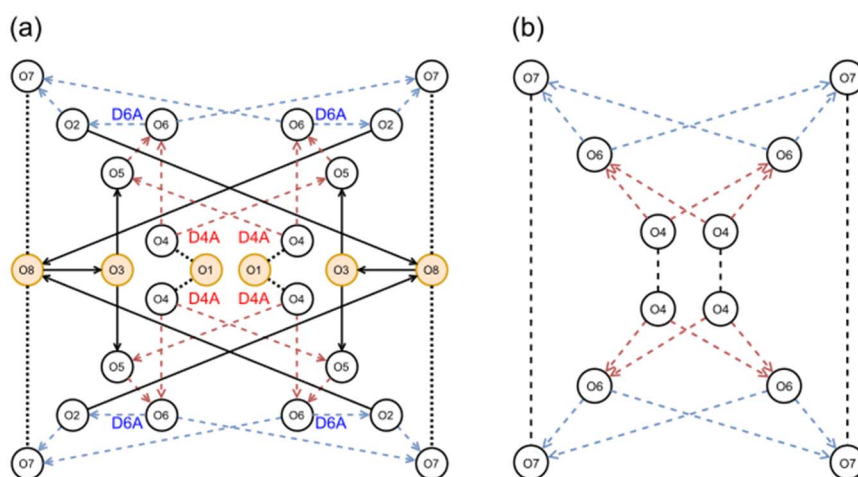 (a) (b)
O7 O7 O7 O7
O2 D6A O6 O6 D6A O2
O6 O6
O5 O5
O4 D4A D4A O4 O4 O4
O8 O3 O1 O1 O3 O8
O4 D4A D4A O4 O4 O4
O5 O5
O6 O6
O2 D6A O6 O6 D6A O2
O7 O7 O7 O7